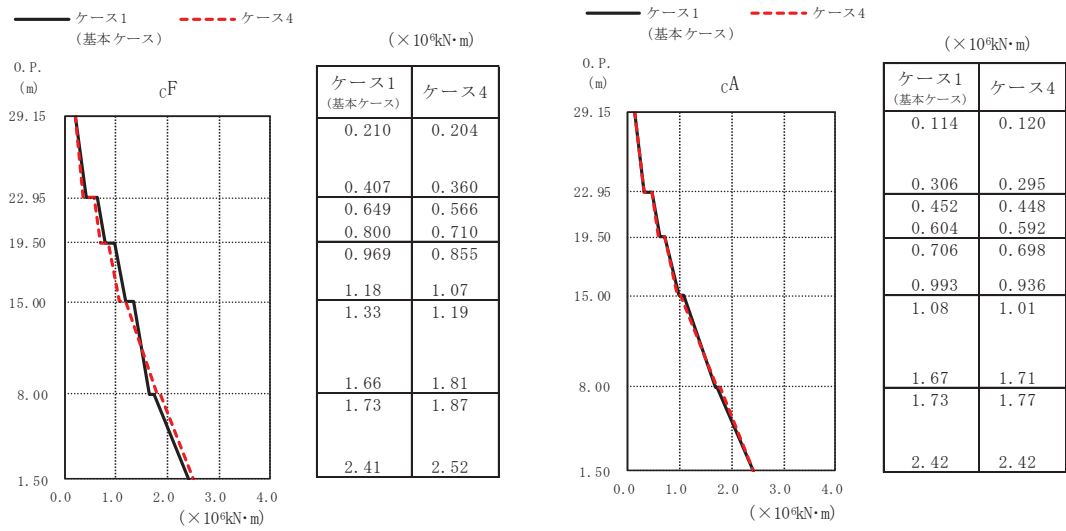 ケース1
(基本ケース)
ケース4
(×10⁶kN・m)
O.P.
(m)
cF
29.15
22.95
19.50
15.00
8.00
1.50
0.0 1.0 2.0 3.0 4.0
(×10⁶kN・m)
ケース1
(基本ケース)
ケース4
0.210 0.204
0.407 0.360
0.649 0.566
0.800 0.710
0.969 0.855
1.18 1.07
1.33 1.19
1.66 1.81
1.73 1.87
2.41 2.52
ケース1
(基本ケース)
ケース4
(×10⁶kN・m)
O.P.
(m)
cA
29.15
22.95
19.50
15.00
8.00
1.50
0.0 1.0 2.0 3.0 4.0
(×10⁶kN・m)
ケース1
(基本ケース)
ケース4
0.114 0.120
0.306 0.295
0.452 0.448
0.604 0.592
0.706 0.698
0.993 0.936
1.08 1.01
1.67 1.71
1.73 1.77
2.42 2.42